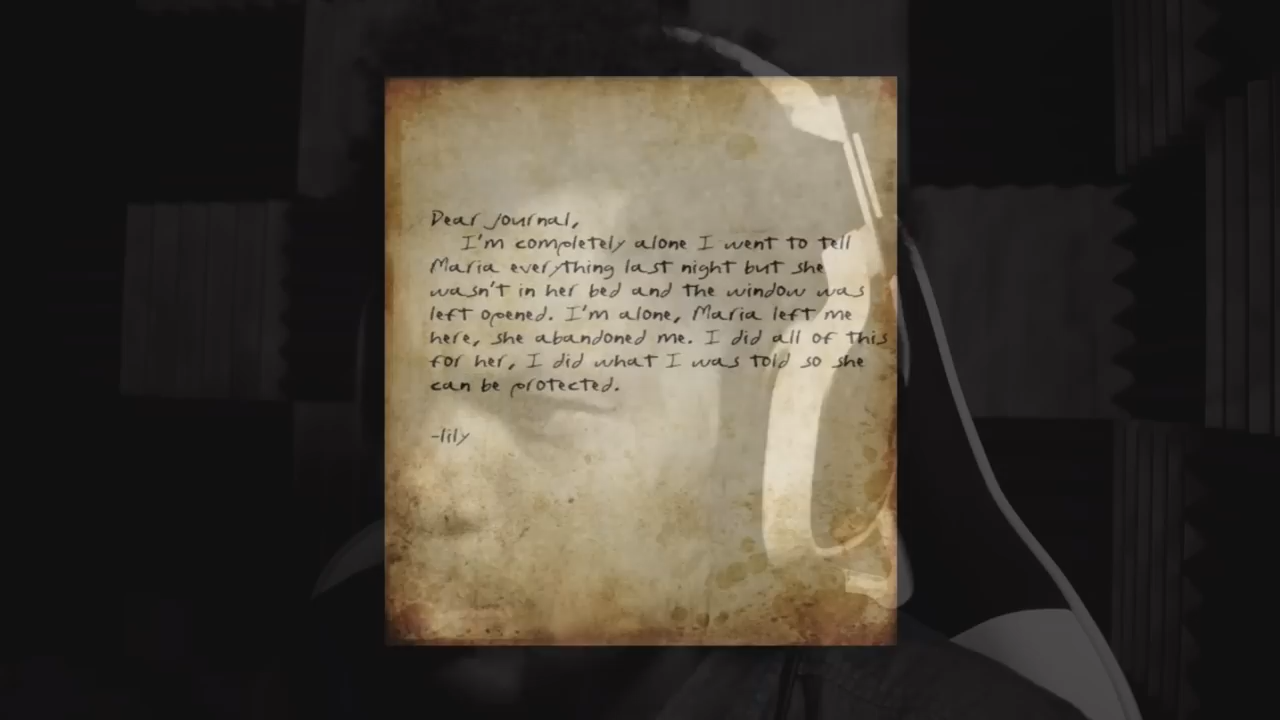 Dear Journal,
I'm completely alone I went to tell
Maria everything last night but she
wasn't in her bed and the window was
left opened. I'm alone, Maria left me
here, she abandoned me. I did all of this
for her, I did what I was told so she
can be protected.
-lily